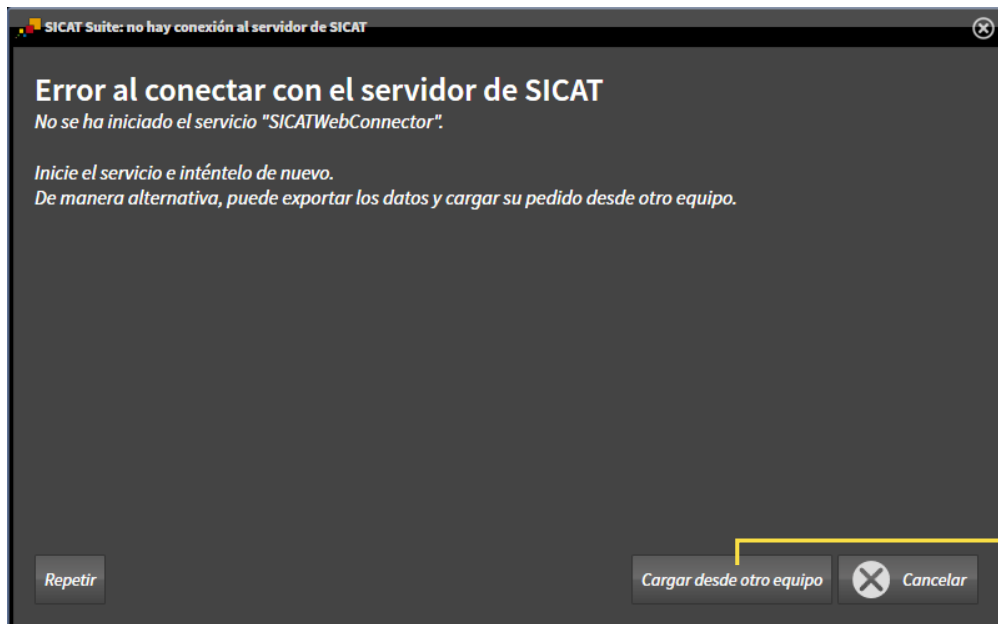 SICAT Suite: no hay conexión al servidor de SICAT
Error al conectar con el servidor de SICAT
No se ha iniciado el servicio "SICATWebConnector".
Inicie el servicio e inténtelo de nuevo.
De manera alternativa, puede exportar los datos y cargar su pedido desde otro equipo.
Repetir
Cargar desde otro equipo
Cancelar